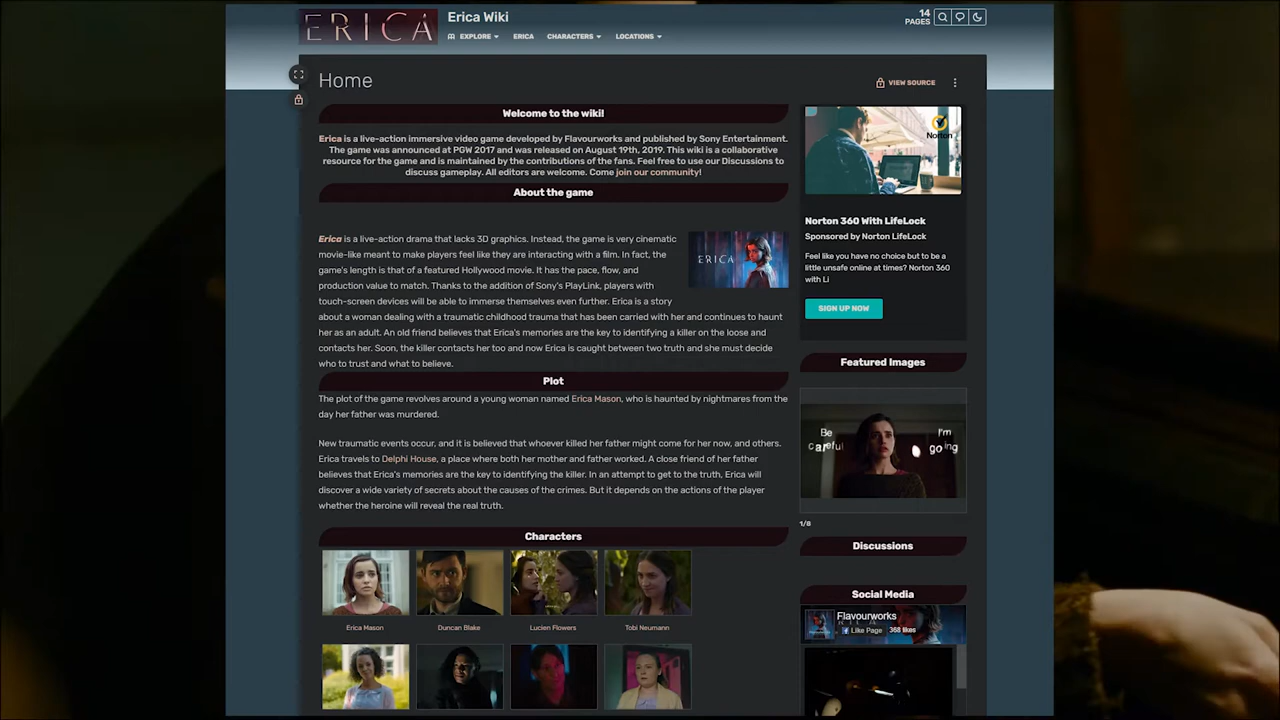 ERICA
Erica Wiki
14
PAGES
EXPLORE
ERICA
CHARACTERS
LOCATIONS
Home
VIEW SOURCE
Welcome to the wiki!
Erica is a live-action immersive video game developed by Flavourworks and published by Sony Entertainment.
The game was announced at PGW 2017 and was released on August 19th, 2019. This wiki is a collaborative
resource for the game and is maintained by the contributions of the fans. Feel free to use our Discussions to
discuss gameplay. All editors are welcome. Come join our community!
About the game
Erica is a live-action drama that lacks 3D graphics. Instead, the game is very cinematic
movie-like meant to make players feel like they are interacting with a film. In fact, the
game's length is that of a featured Hollywood movie. It has the pace, flow, and
production value to match. Thanks to the addition of Sony's PlayLink, players with
touch-screen devices will be able to immerse themselves even further. Erica is a story
about a woman dealing with a traumatic childhood trauma that has been carried with her and continues to haunt
her as an adult. An old friend believes that Erica's memories are the key to identifying a killer on the loose and
contacts her. Soon, the killer contacts her too and now Erica is caught between two truth and she must decide
who to trust and what to believe.
ERICA
Plot
The plot of the game revolves around a young woman named Erica Mason, who is haunted by nightmares from the
day her father was murdered.
New traumatic events occur, and it is believed that whoever killed her father might come for her now, and others.
Erica travels to Delphi House, a place where both her mother and father worked. A close friend of her father
believes that Erica's memories are the key to identifying the killer. In an attempt to get to the truth, Erica will
discover a wide variety of secrets about the causes of the crimes. But it depends on the actions of the player
whether the heroine will reveal the real truth.
Characters
Erica Mason
Duncan Blake
Lucien Flowers
Tobi Neumann
Norton
Norton 360 With LifeLock
Sponsored by Norton LifeLock
Feel like you have no choice but to be a
little unsafe online at times? Norton 360
with Li
SIGN UP NOW
Featured Images
Be careful
I'm going
1/8
Discussions
Social Media
Flavourworks
Like Page
368 likes